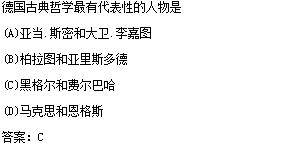 德国古典哲学最有代表性的人物是
(A)亚当.斯密和大卫.李嘉图
(B)柏拉图和亚里斯多德
(C)黑格尔和费尔巴哈
(D)马克思和恩格斯
答案：C